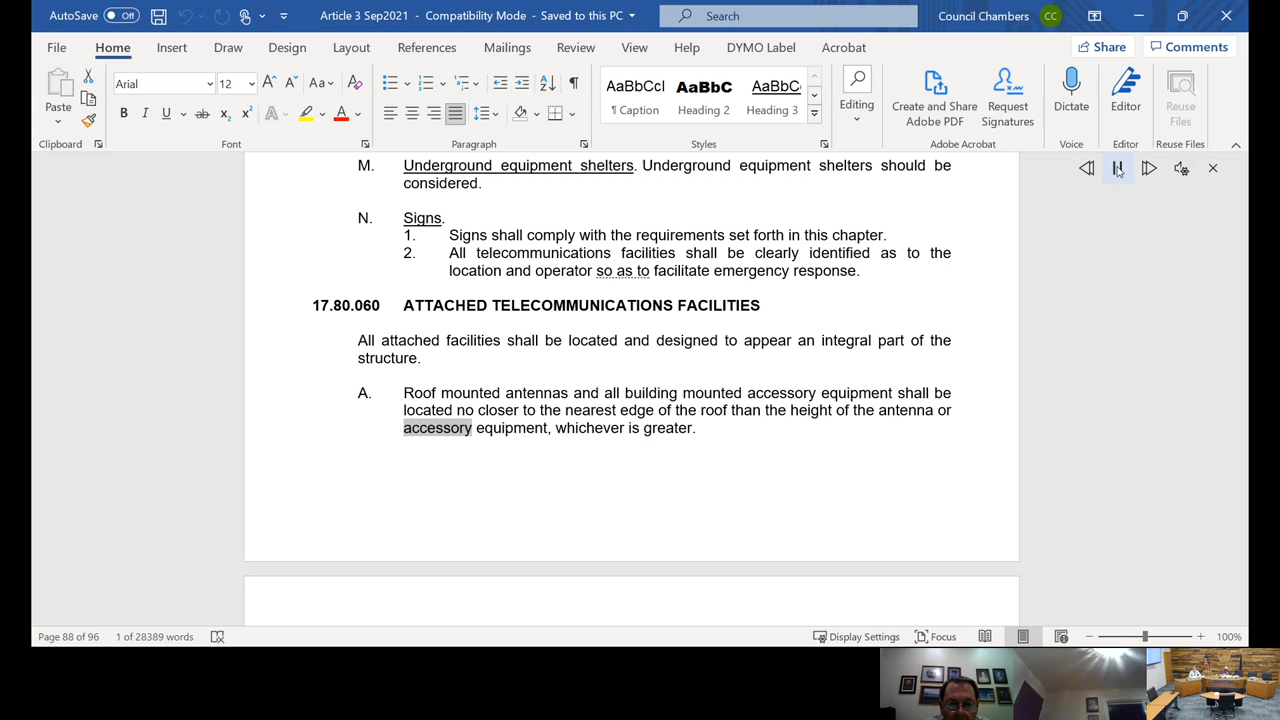 AutoSave Off Article 3 Sep2021 - Compatibility Mode - Saved to this PC Search Council Chambers CC
File Home Insert Draw Design Layout References Mailings Review View Help DYMO Label Acrobat Share Comments
Paste Arial 12 AaBbCcI AaBbC AaBbCc Editing Create and Share Adobe PDF Request Signatures Dictate Editor Reuse Files
¶ Caption Heading 2 Heading 3
Clipboard Font Paragraph Styles Adobe Acrobat Voice Editor Reuse Files
M. Underground equipment shelters. Underground equipment shelters should be
considered.
N. Signs.
1. Signs shall comply with the requirements set forth in this chapter.
2. All telecommunications facilities shall be clearly identified as to the
location and operator so as to facilitate emergency response.
17.80.060 ATTACHED TELECOMMUNICATIONS FACILITIES
All attached facilities shall be located and designed to appear an integral part of the
structure.
A. Roof mounted antennas and all building mounted accessory equipment shall be
located no closer to the nearest edge of the roof than the height of the antenna or
accessory equipment, whichever is greater.
Page 88 of 96 1 of 28389 words Display Settings Focus 100%